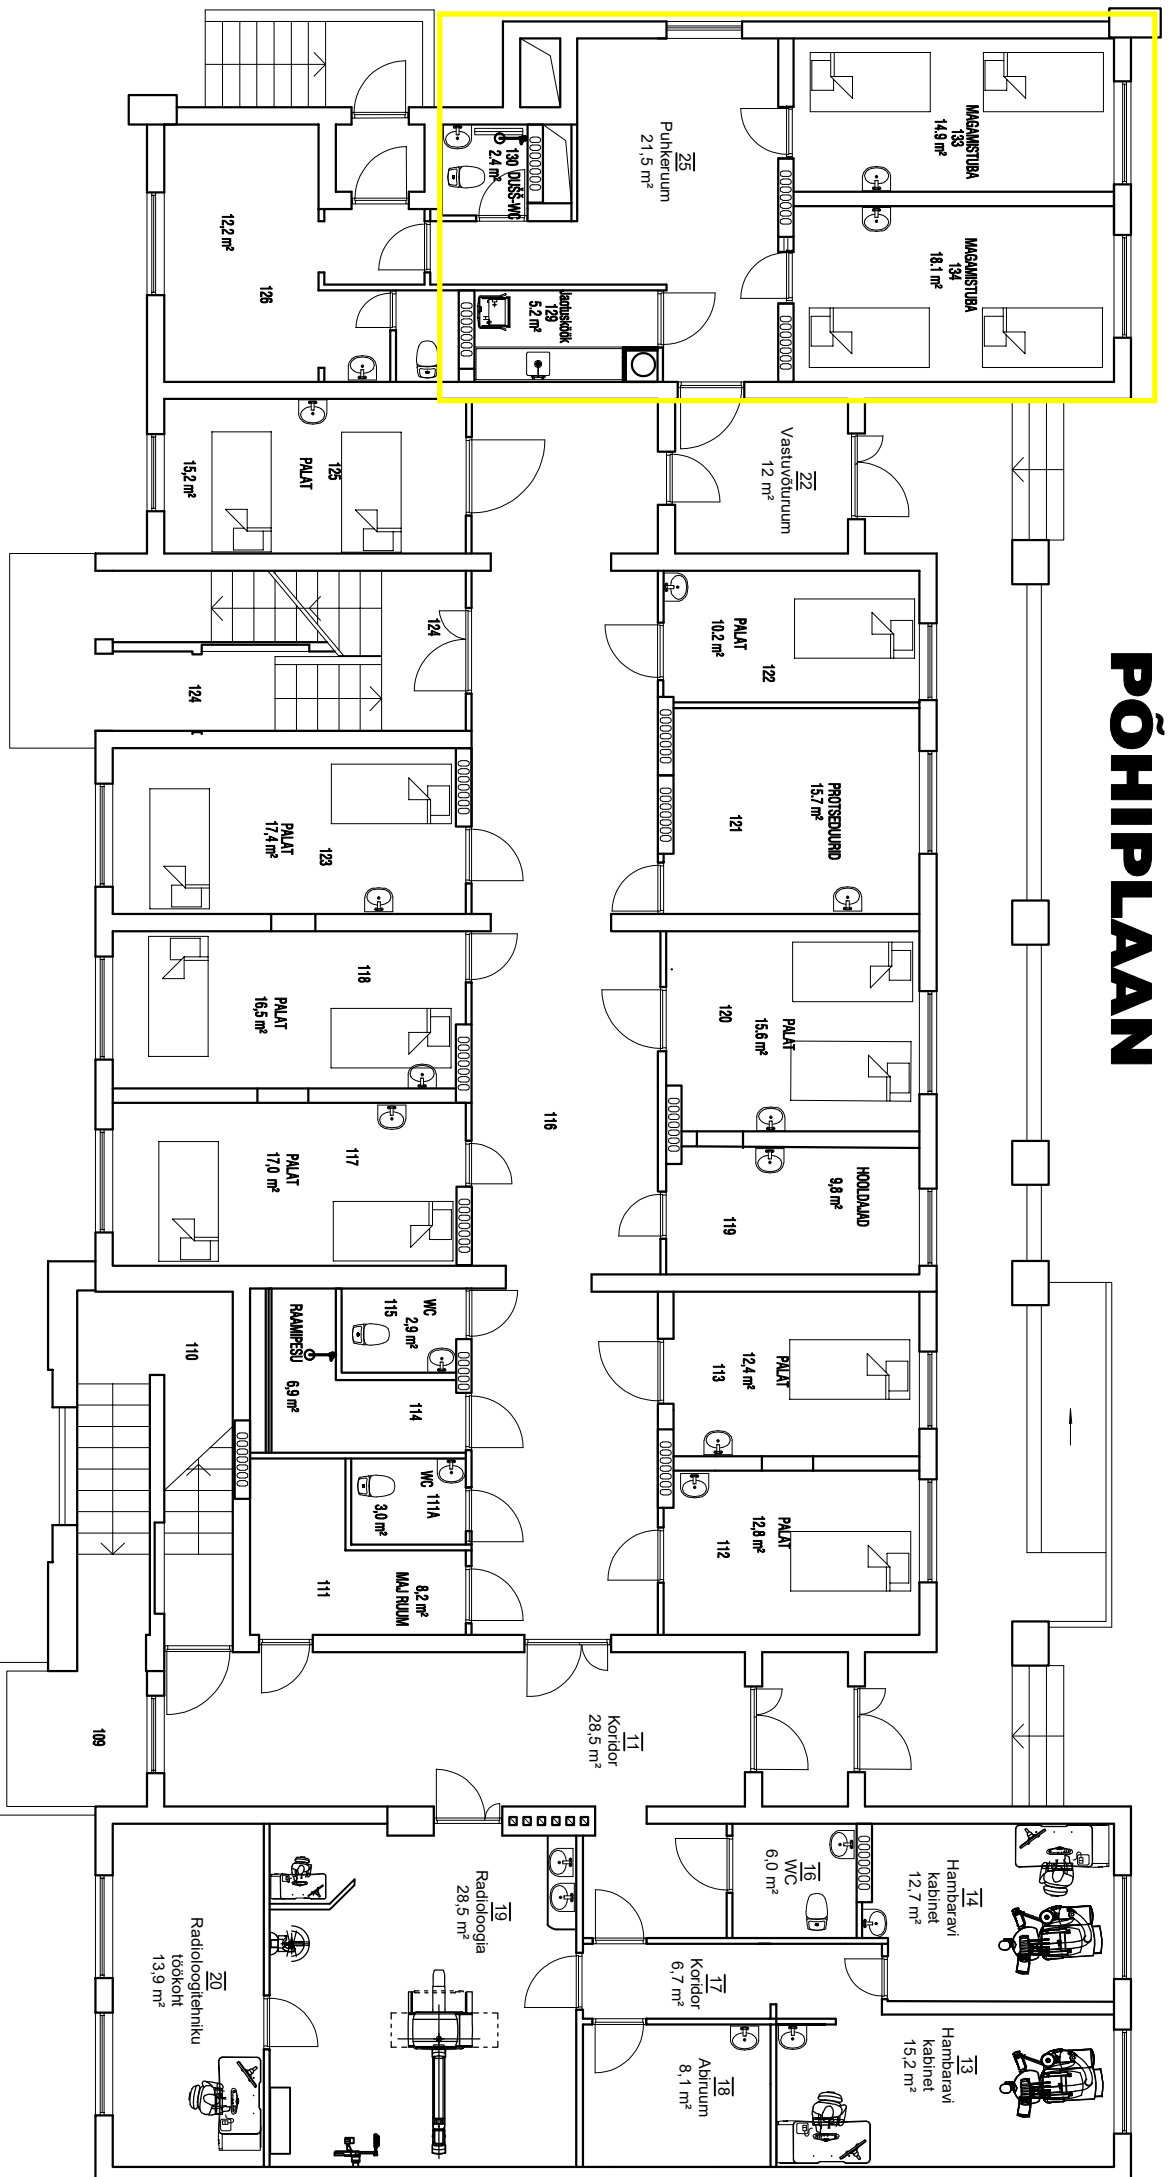 PÕHIPLAAN
MAGAMISTUBA
133
14.9 m²
MAGAMISTUBA
134
18.1 m²
25
Puhkeruum
21,5 m²
130 DUŠŠ-WC
2.4 m²
Jaotusköök
129
5.2 m²
12,2 m²
126
22
Vastuvõturuum
12 m²
125
PALAT
15,2 m²
124
124
PALAT
10.2 m²
122
PROTSEDUURID
15.7 m²
121
123
PALAT
17,4 m²
118
PALAT
16,5 m²
PALAT
15.6 m²
120
116
117
PALAT
17,0 m²
HOOLDAJAD
9,8 m²
119
PALAT
12,4 m²
113
WC
2,9 m²
115
RAAMIPESU
6,9 m²
114
110
PALAT
12,8 m²
112
WC 111A
3,0 m²
8,2 m²
MAJ RUUM
111
11
Koridor
28,5 m²
109
14
Hambaravi
kabinet
12,7 m²
16
WC
6,0 m²
19
Radioloogia
28,5 m²
17
Koridor
6,7 m²
20
Radioloogitehniku
töökoht
13,9 m²
13
Hambaravi
kabinet
15,2 m²
18
Abiruum
8,1 m²